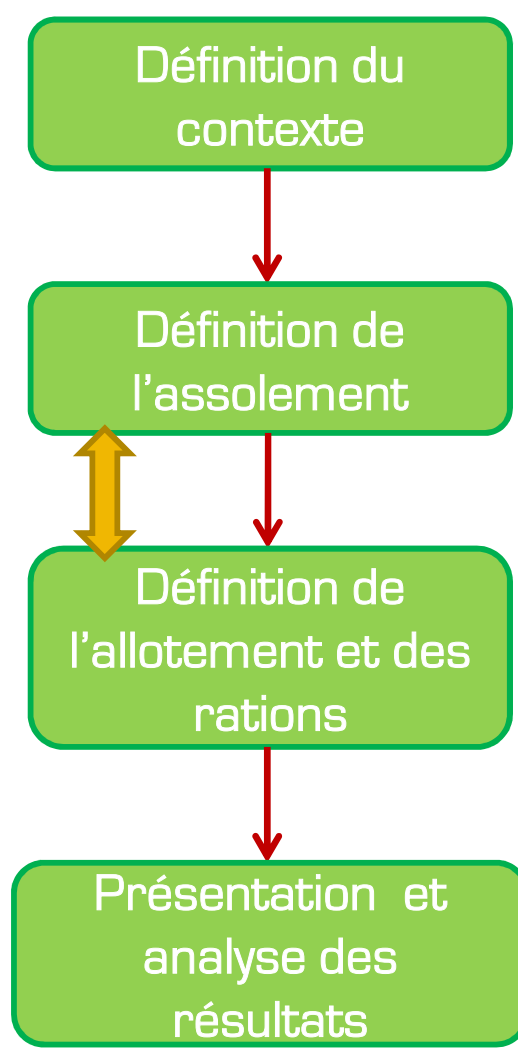 Définition du
contexte
Définition de
l'assolement
Définition de
l'allotement et des
rations
Présentation et
analyse des
résultats